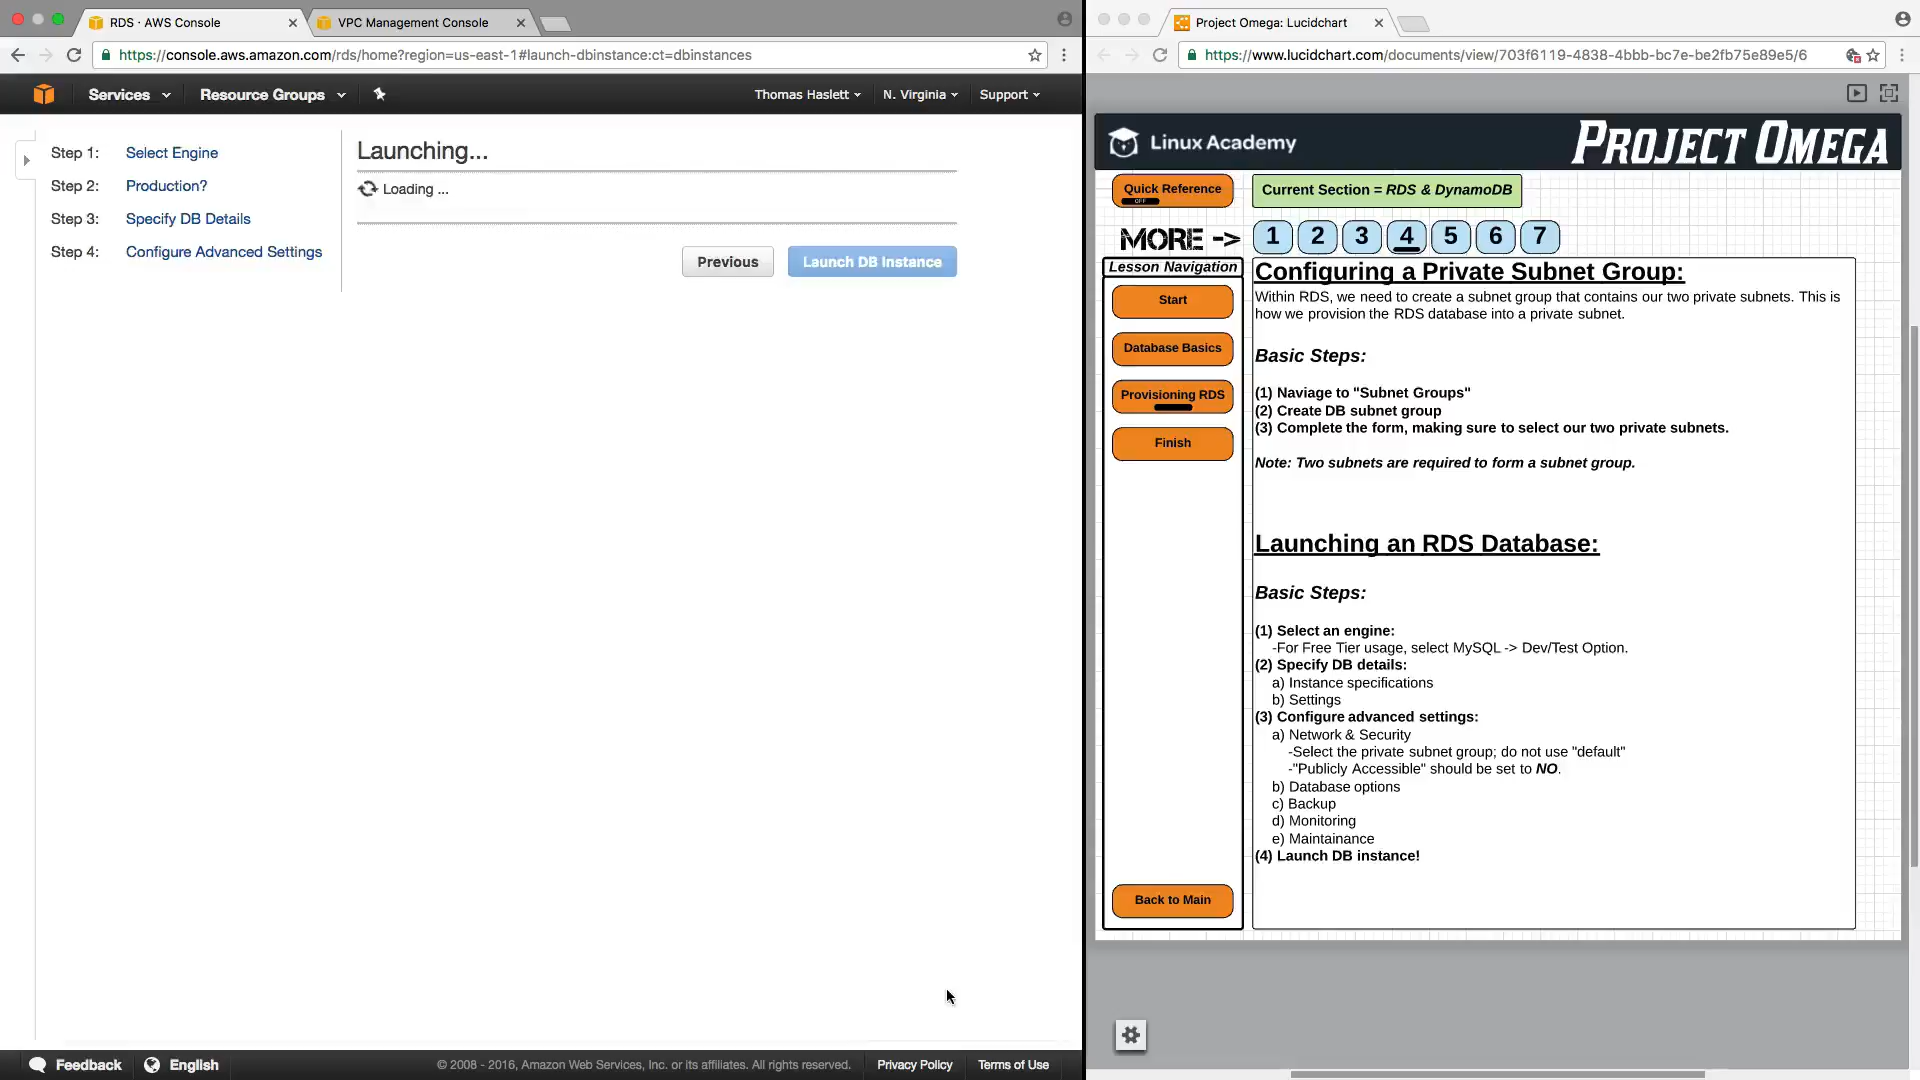 RDS · AWS Console
VPC Management Console
https://console.aws.amazon.com/rds/home?region=us-east-1#launch-dbinstance:ct=dbinstances
Services
Resource Groups
Thomas Haslett
N. Virginia
Support
Step 1: Select Engine
Step 2: Production?
Step 3: Specify DB Details
Step 4: Configure Advanced Settings
Launching...
Loading ...
Previous
Launch DB Instance
Feedback
English
© 2008 - 2016, Amazon Web Services, Inc. or its affiliates. All rights reserved.
Privacy Policy
Terms of Use
Project Omega: Lucidchart
https://www.lucidchart.com/documents/view/703f6119-4838-4bbb-bc7e-be2fb75e89e5/6
Linux Academy
PROJECT OMEGA
Quick Reference
OFF
Current Section = RDS & DynamoDB
MORE -> 1 2 3 4 5 6 7
Lesson Navigation
Start
Database Basics
Provisioning RDS
Finish
Back to Main
Configuring a Private Subnet Group:
Within RDS, we need to create a subnet group that contains our two private subnets. This is
how we provision the RDS database into a private subnet.
Basic Steps:
(1) Naviage to "Subnet Groups"
(2) Create DB subnet group
(3) Complete the form, making sure to select our two private subnets.
Note: Two subnets are required to form a subnet group.
Launching an RDS Database:
Basic Steps:
(1) Select an engine:
-For Free Tier usage, select MySQL -> Dev/Test Option.
(2) Specify DB details:
a) Instance specifications
b) Settings
(3) Configure advanced settings:
a) Network & Security
-Select the private subnet group; do not use "default"
-"Publicly Accessible" should be set to NO.
b) Database options
c) Backup
d) Monitoring
e) Maintainance
(4) Launch DB instance!